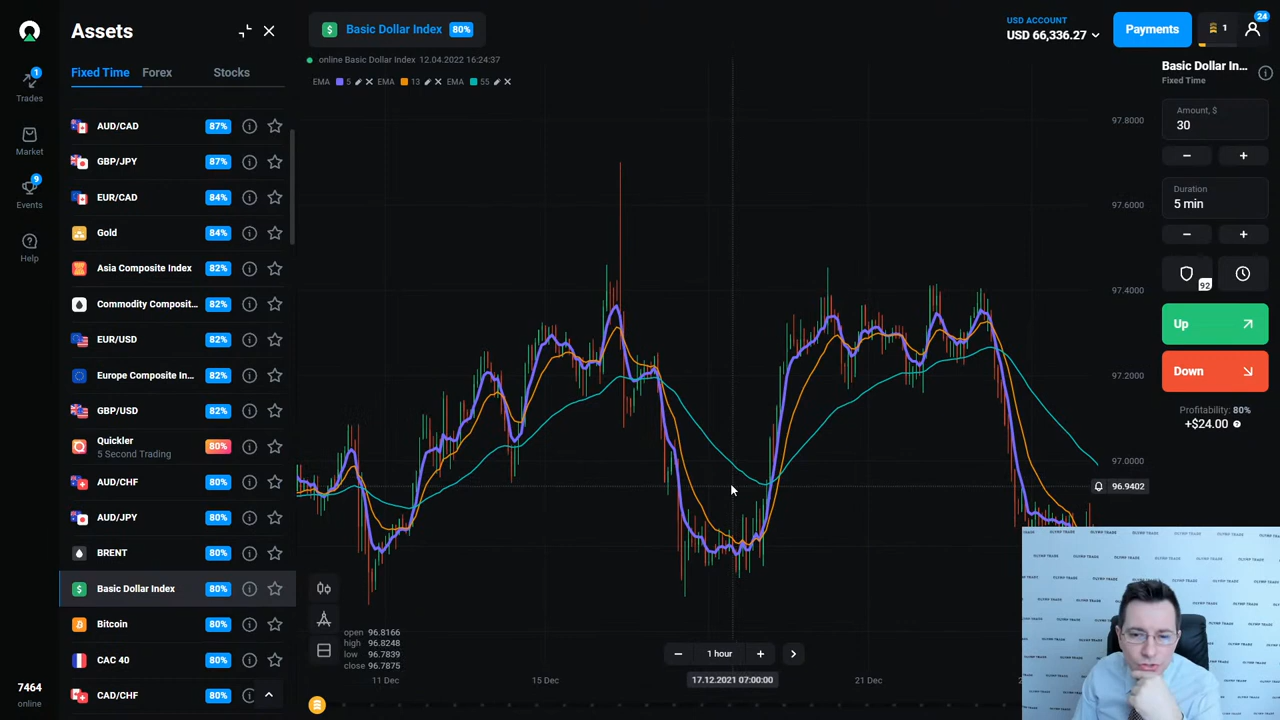 Assets
Fixed Time
Forex
Stocks
AUD/CAD
87%
GBP/JPY
87%
EUR/CAD
84%
Gold
84%
Asia Composite Index
82%
Commodity Composit...
82%
EUR/USD
82%
Europe Composite In...
82%
GBP/USD
82%
Quickler
5 Second Trading
80%
AUD/CHF
80%
AUD/JPY
80%
BRENT
80%
Basic Dollar Index
80%
Bitcoin
80%
CAC 40
80%
CAD/CHF
80%
1
Trades
Market
9
Events
Help
7464
online
Basic Dollar Index
80%
online Basic Dollar Index 12.04.2022 16:24:37
EMA 5 EMA 13 EMA 55
USD ACCOUNT
USD 66,336.27
Payments
1
24
97.8000
97.6000
97.4000
97.2000
97.0000
96.9402
open 96.8166
high 96.8248
low 96.7839
close 96.7875
1 hour
11 Dec
15 Dec
17.12.2021 07:00:00
21 Dec
Basic Dollar In...
Fixed Time
Amount, $
30
Duration
5 min
92
Up
Down
Profitability: 80%
+$24.00
OLYMP TRADE